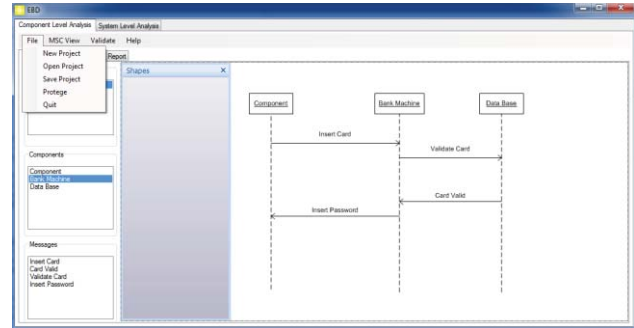 EBD
Component Level Analysis System Level Analysis
File MSC View Validate Help
New Project
Open Project
Save Project
Protege
Quit
Report
Shapes X
Components
Component
Bank Machine
Data Base
Messages
Insert Card
Card Valid
Validate Card
Insert Password
Component Bank Machine Data Base
Insert Card
Validate Card
Card Valid
Insert Password